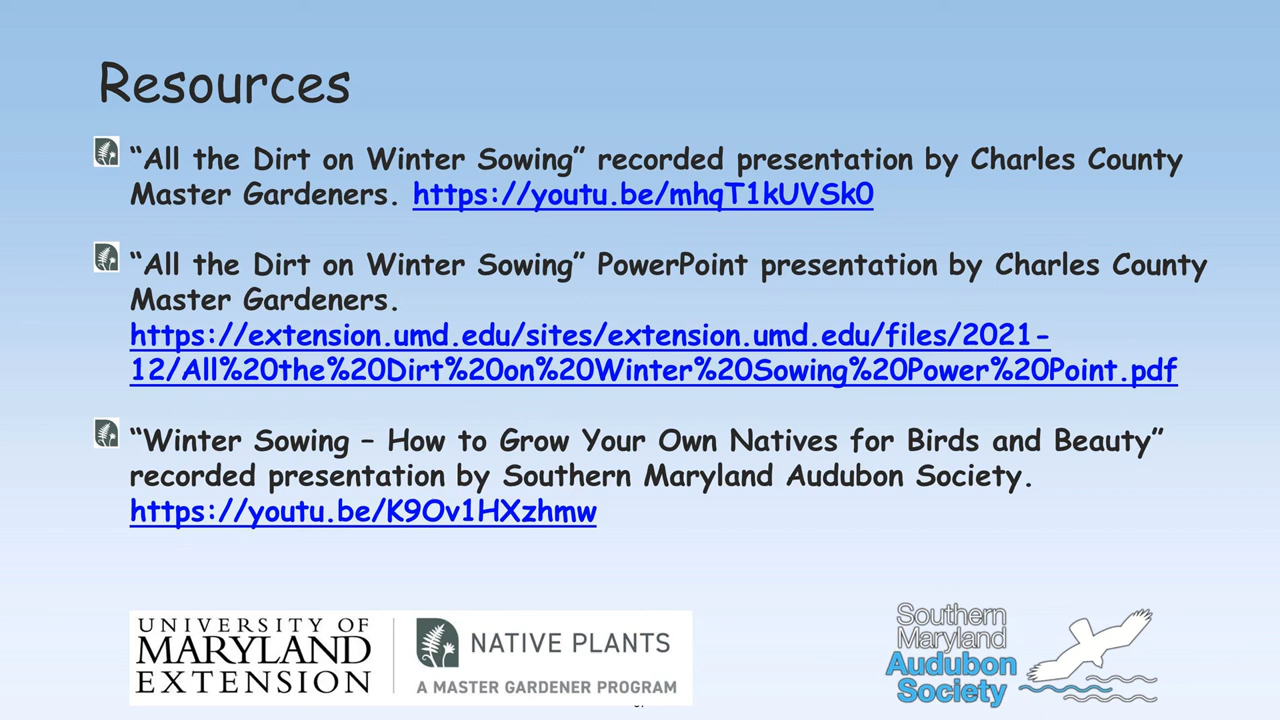 Resources
“All the Dirt on Winter Sowing” recorded presentation by Charles County
Master Gardeners. https://youtu.be/mhqT1kUVSk0
“All the Dirt on Winter Sowing” PowerPoint presentation by Charles County
Master Gardeners.
https://extension.umd.edu/sites/extension.umd.edu/files/2021-
12/All%20the%20Dirt%20on%20Winter%20Sowing%20Power%20Point.pdf
“Winter Sowing – How to Grow Your Own Natives for Birds and Beauty”
recorded presentation by Southern Maryland Audubon Society.
https://youtu.be/K9Ov1HXzhmw
UNIVERSITY OF
MARYLAND
EXTENSION
NATIVE PLANTS
A MASTER GARDENER PROGRAM
Southern
Maryland
Audubon
Society